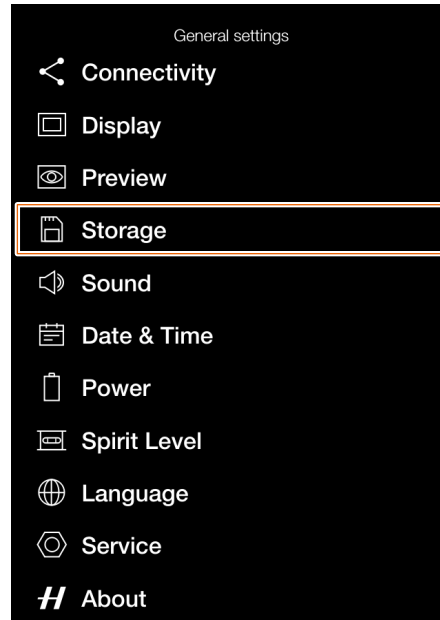 General settings
Connectivity
Display
Preview
Storage
Sound
Date & Time
Power
Spirit Level
Language
Service
About